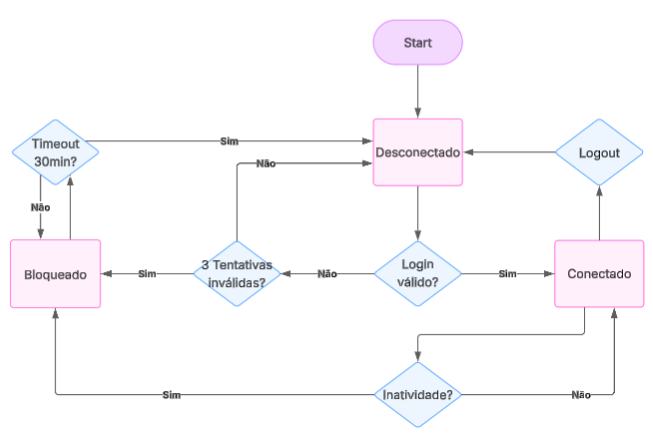 Start
Timeout
30min?
Sim
Desconectado
Logout
Não
Não
Bloqueado
Sim
3 Tentativas
inválidas?
Não
Login
válido?
Sim
Conectado
Sim
Inatividade?
Não